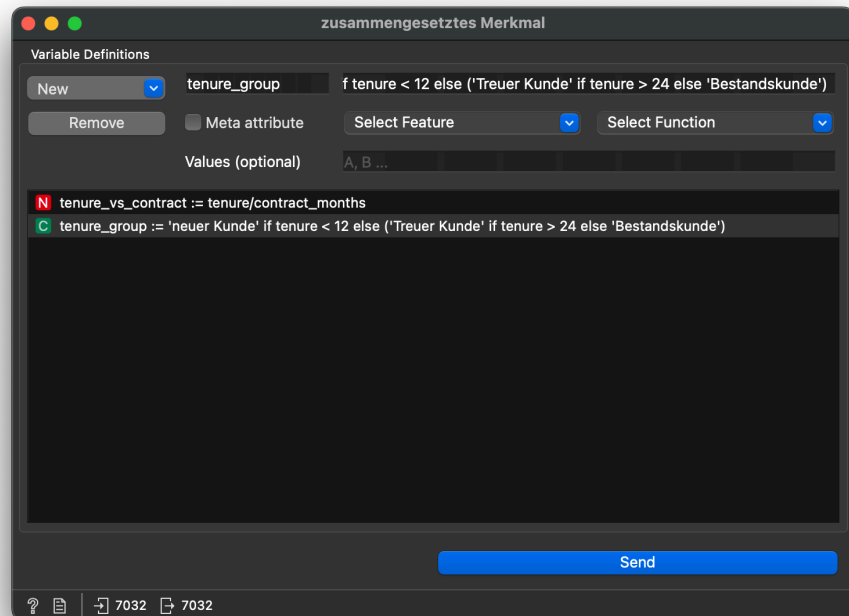 zusammengesetztes Merkmal
Variable Definitions
New
tenure_group
f tenure < 12 else ('Treuer Kunde' if tenure > 24 else 'Bestandskunde')
Remove
Meta attribute
Select Feature
Select Function
Values (optional)
A, B ...
N tenure_vs_contract := tenure/contract_months
C tenure_group := 'neuer Kunde' if tenure < 12 else ('Treuer Kunde' if tenure > 24 else 'Bestandskunde')
Send
? 7032 7032